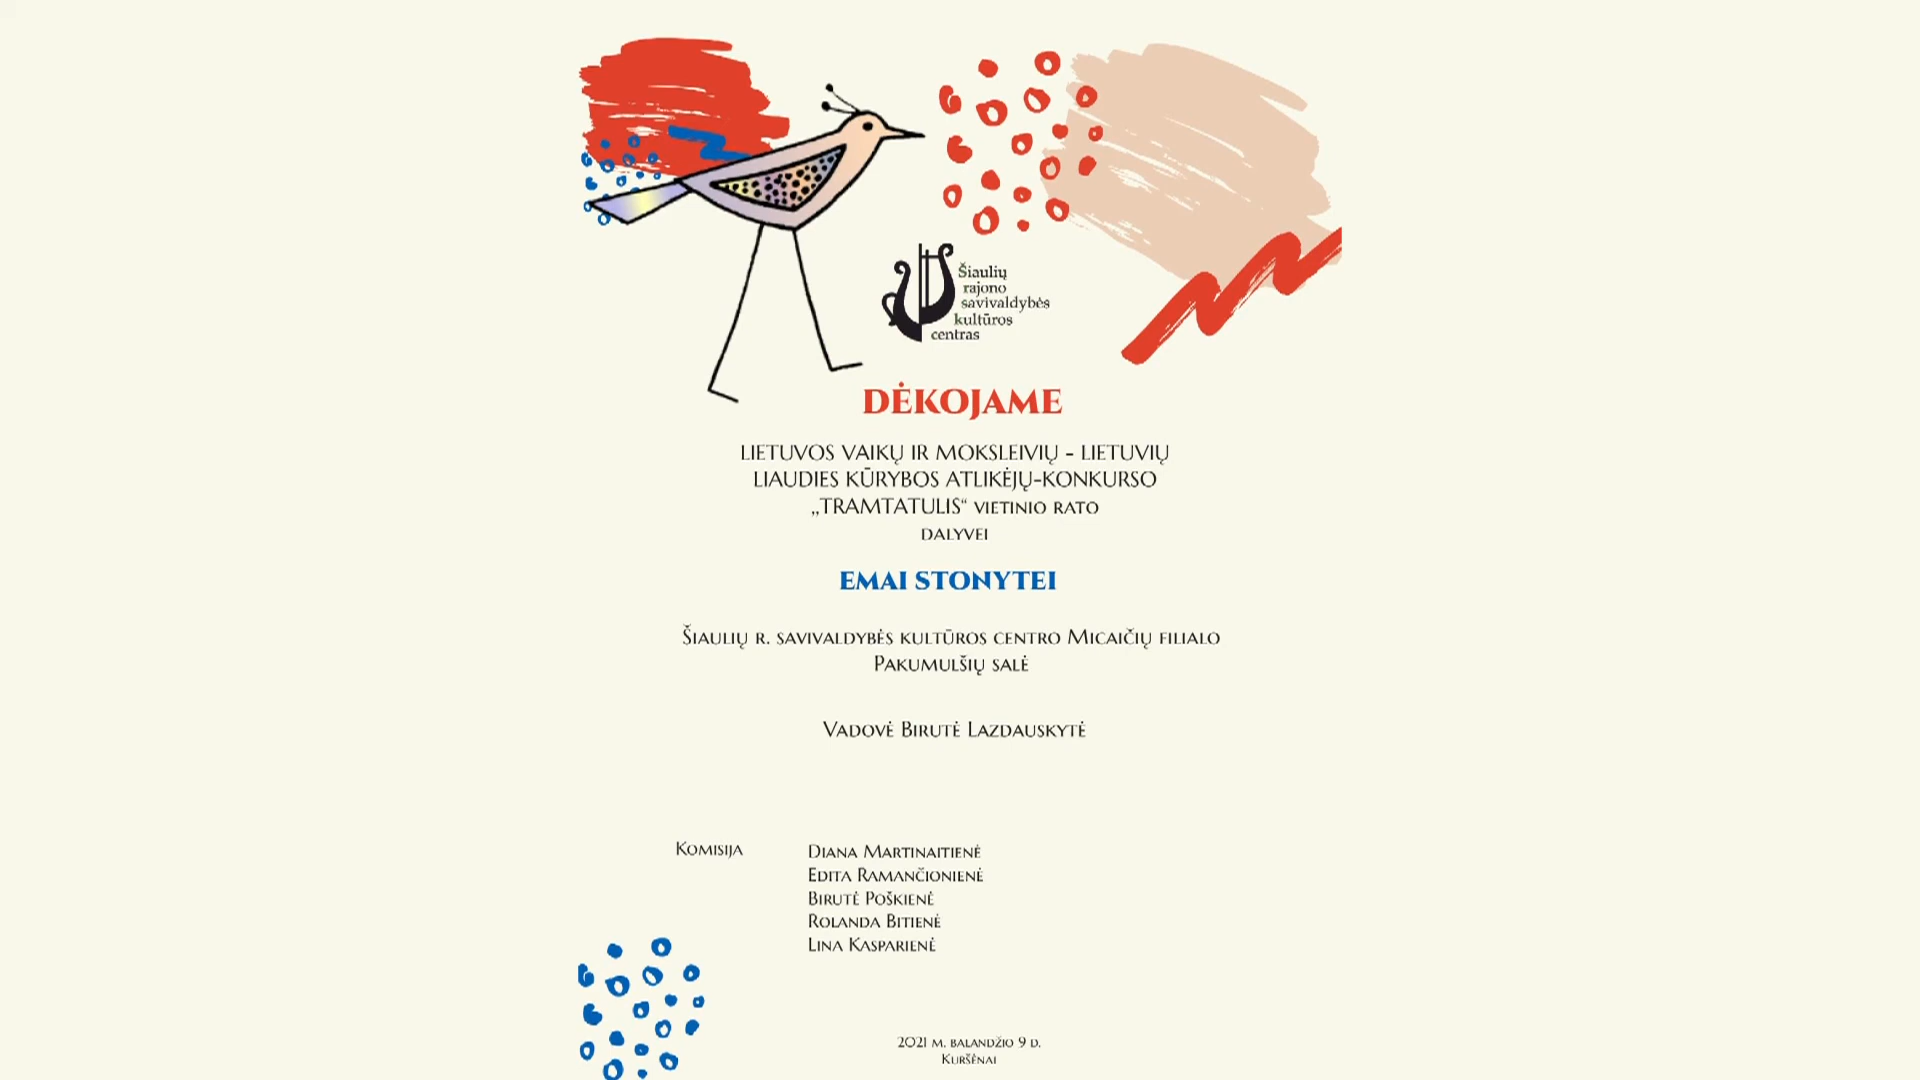 Šiaulių
rajono
savivaldybės
kultūros
centras
DĖKOJAME
LIETUVOS VAIKŲ IR MOKSLEIVIŲ - LIETUVIŲ
LIAUDIES KŪRYBOS ATLIKĖJŲ-KONKURSO
„TRAMTATULIS“ VIETINIO RATO
DALYVEI
EMAI STONYTEI
ŠIAULIŲ R. SAVIVALDYBĖS KULTŪROS CENTRO MICAIČIŲ FILIALO
PAKUMULŠIŲ SALĖ
VADOVĖ BIRUTĖ LAZDAUSKYTĖ
KOMISIJA
DIANA MARTINAITIENĖ
EDITA RAMANČIONIENĖ
BIRUTĖ POŠKIENĖ
ROLANDA BITIENĖ
LINA KASPARIENĖ
2021 M. BALANDŽIO 9 D.
KURŠĖNAI